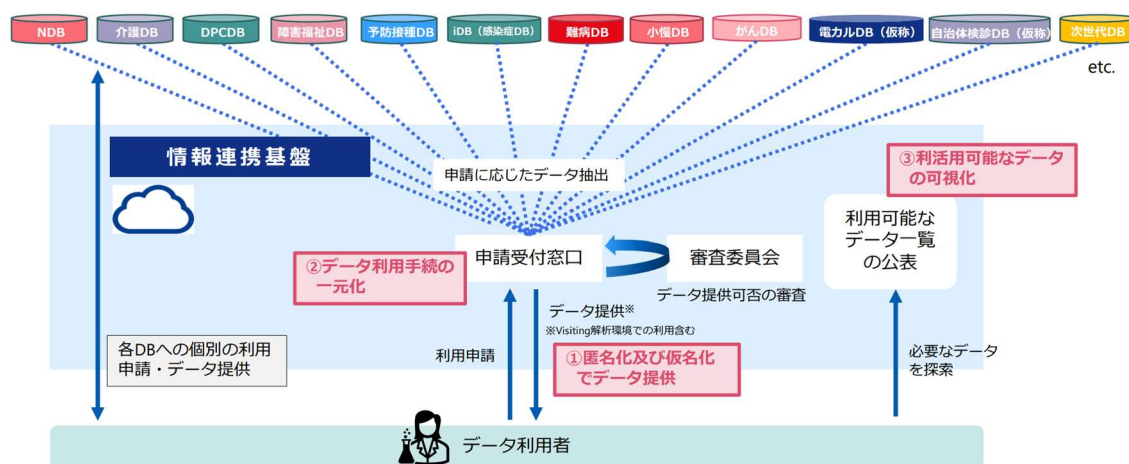 NDB
介護DB
DPCDB
障害福祉DB
予防接種DB
iDB（感染症DB）
難病DB
小慢DB
がんDB
電カルDB（仮称）
自治体検診DB（仮称）
次世代DB
etc.
情報連携基盤
申請に応じたデータ抽出
③利活用可能なデータ
の可視化
利用可能な
データ一覧
の公表
②データ利用手続の
一元化
申請受付窓口
審査委員会
データ提供可否の審査
データ提供※
※Visiting解析環境での利用含む
各DBへの個別の利用
申請・データ提供
利用申請
①匿名化及び仮名化
でデータ提供
必要なデータ
を探索
データ利用者